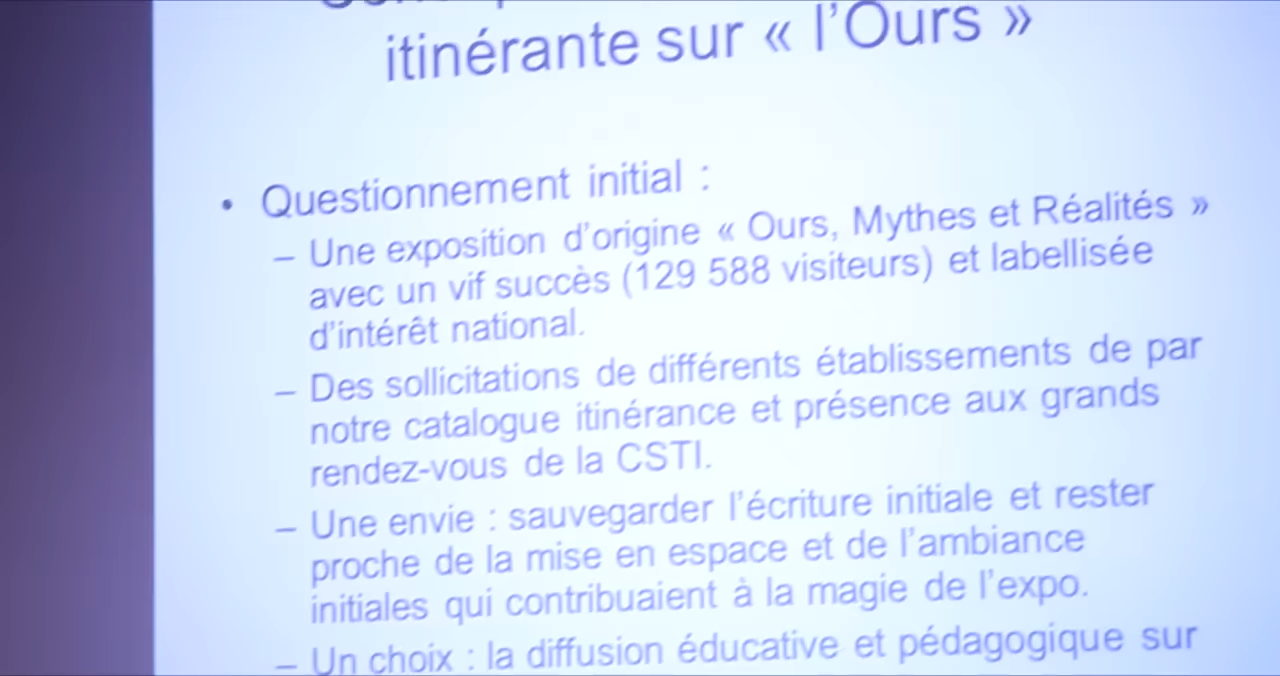 itinérante sur « l'Ours »
• Questionnement initial :
– Une exposition d'origine « Ours, Mythes et Réalités »
avec un vif succès (129 588 visiteurs) et labellisée
d'intérêt national.
– Des sollicitations de différents établissements de par
notre catalogue itinérance et présence aux grands
rendez-vous de la CSTI.
– Une envie : sauvegarder l'écriture initiale et rester
proche de la mise en espace et de l'ambiance
initiales qui contribuaient à la magie de l'expo.
– Un choix : la diffusion éducative et pédagogique sur